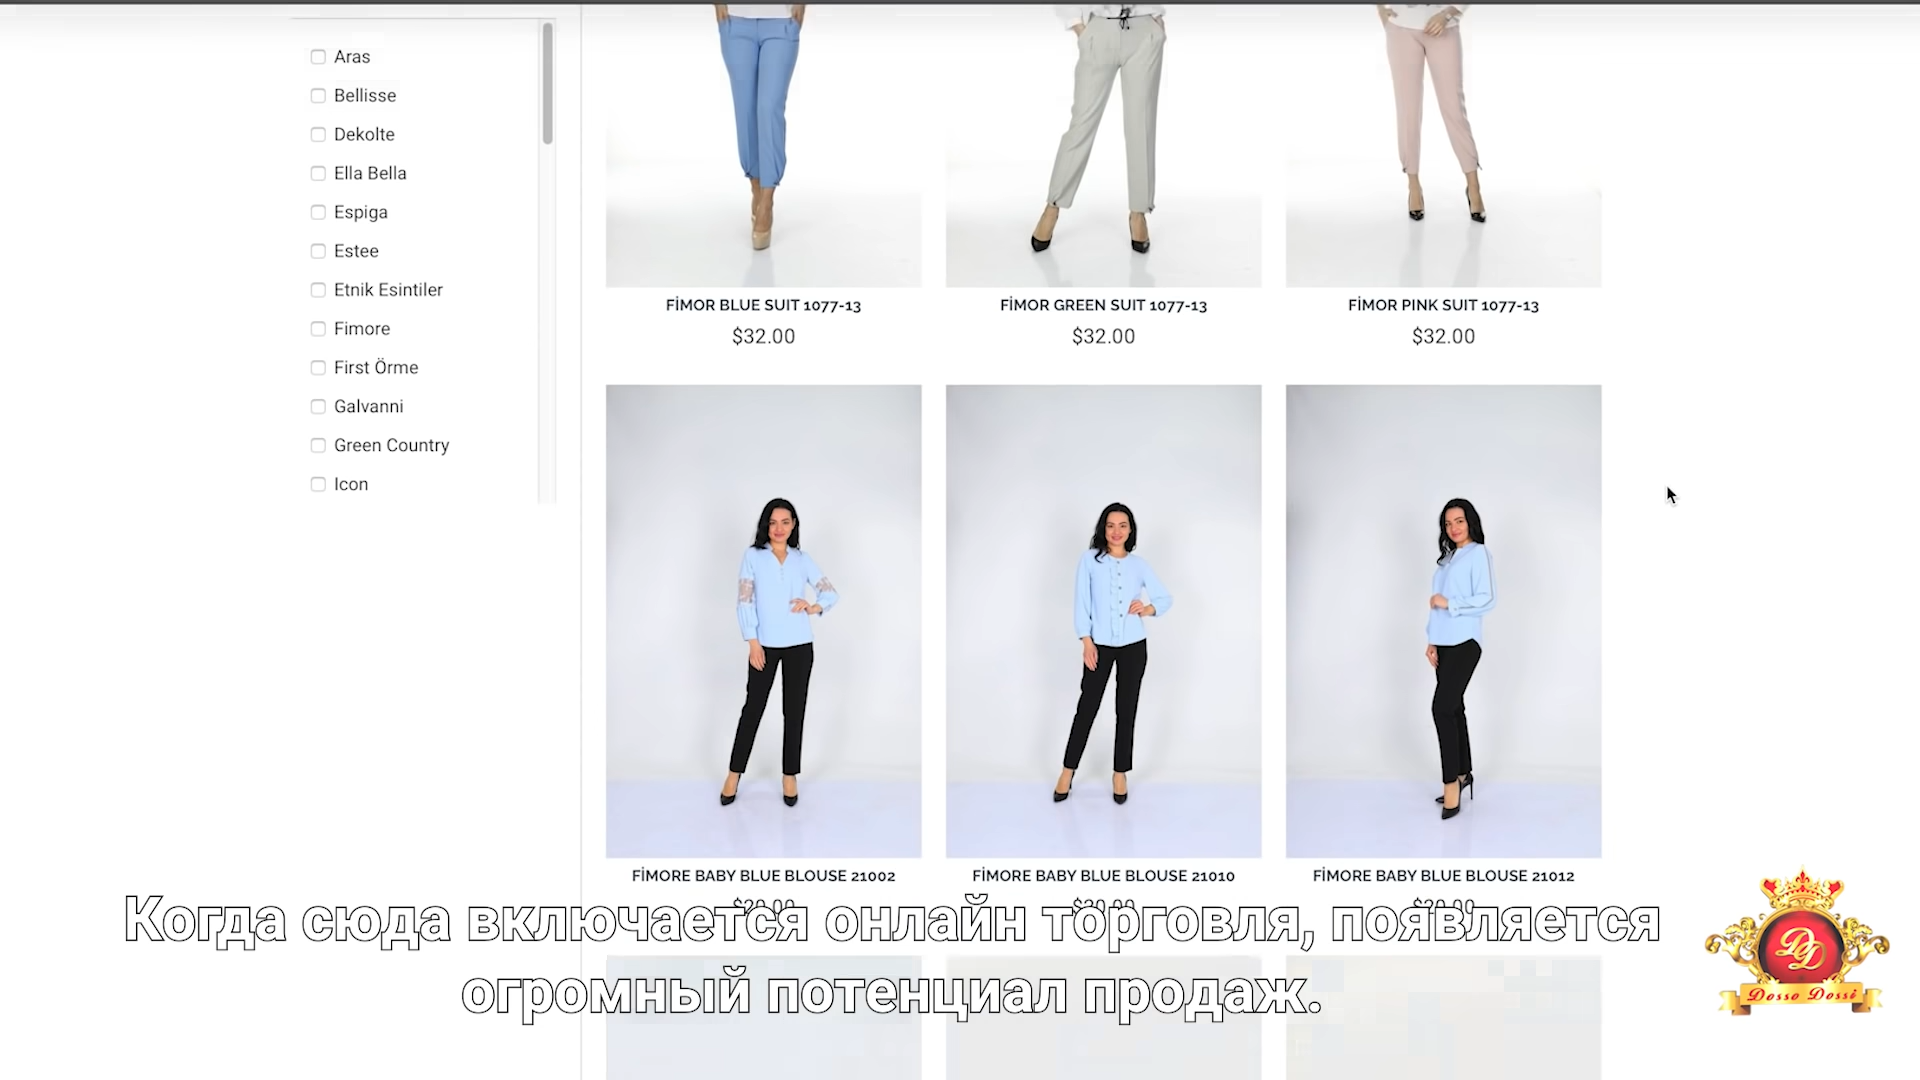 Aras
Bellisse
Dekolte
Ella Bella
Espiga
Estee
Etnik Esintiler
Fimore
First Örme
Galvanni
Green Country
Icon
FİMOR BLUE SUIT 1077-13
$32.00
FİMOR GREEN SUIT 1077-13
$32.00
FİMOR PINK SUIT 1077-13
$32.00
FİMORE BABY BLUE BLOUSE 21002
FİMORE BABY BLUE BLOUSE 21010
FİMORE BABY BLUE BLOUSE 21012
Когда сюда включается онлайн торговля, появляется
огромный потенциал продаж.
DD
Dosso Dossi